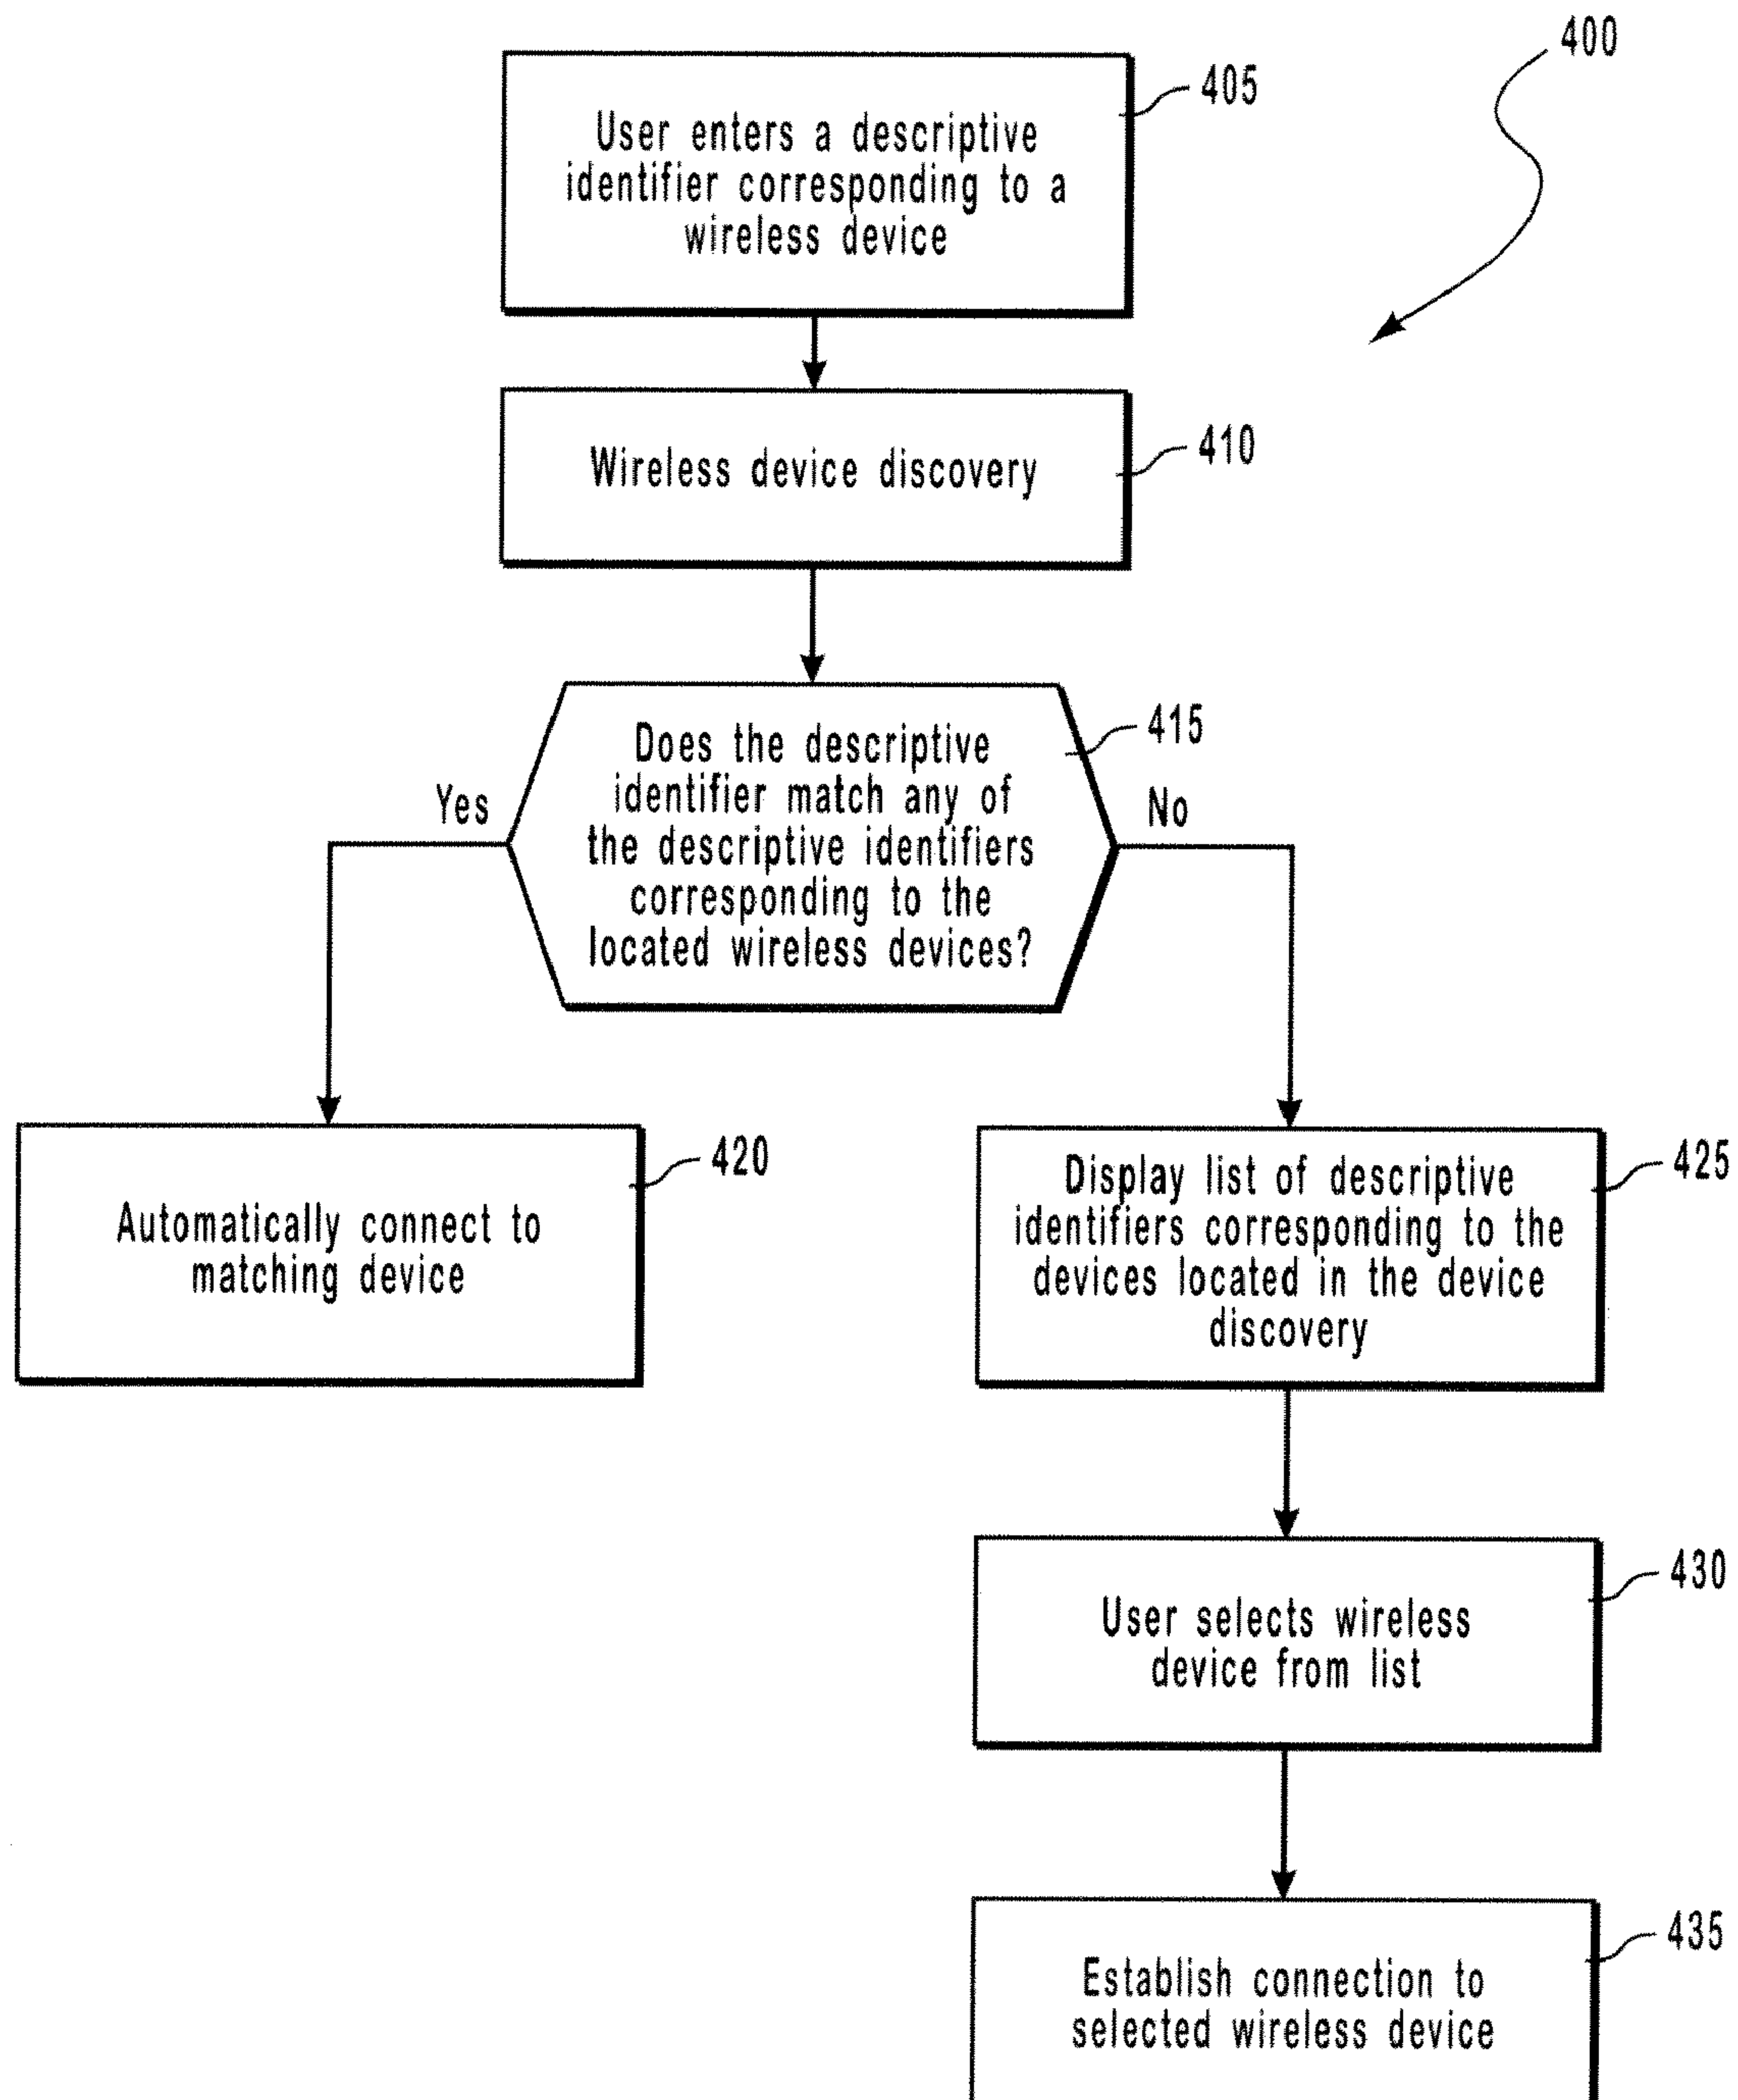 400
405
User enters a descriptive
identifier corresponding to a
wireless device
410
Wireless device discovery
415
Does the descriptive
identifier match any of
the descriptive identifiers
corresponding to the
located wireless devices?
Yes
No
420
Automatically connect to
matching device
425
Display list of descriptive
identifiers corresponding to the
devices located in the device
discovery
430
User selects wireless
device from list
435
Establish connection to
selected wireless device